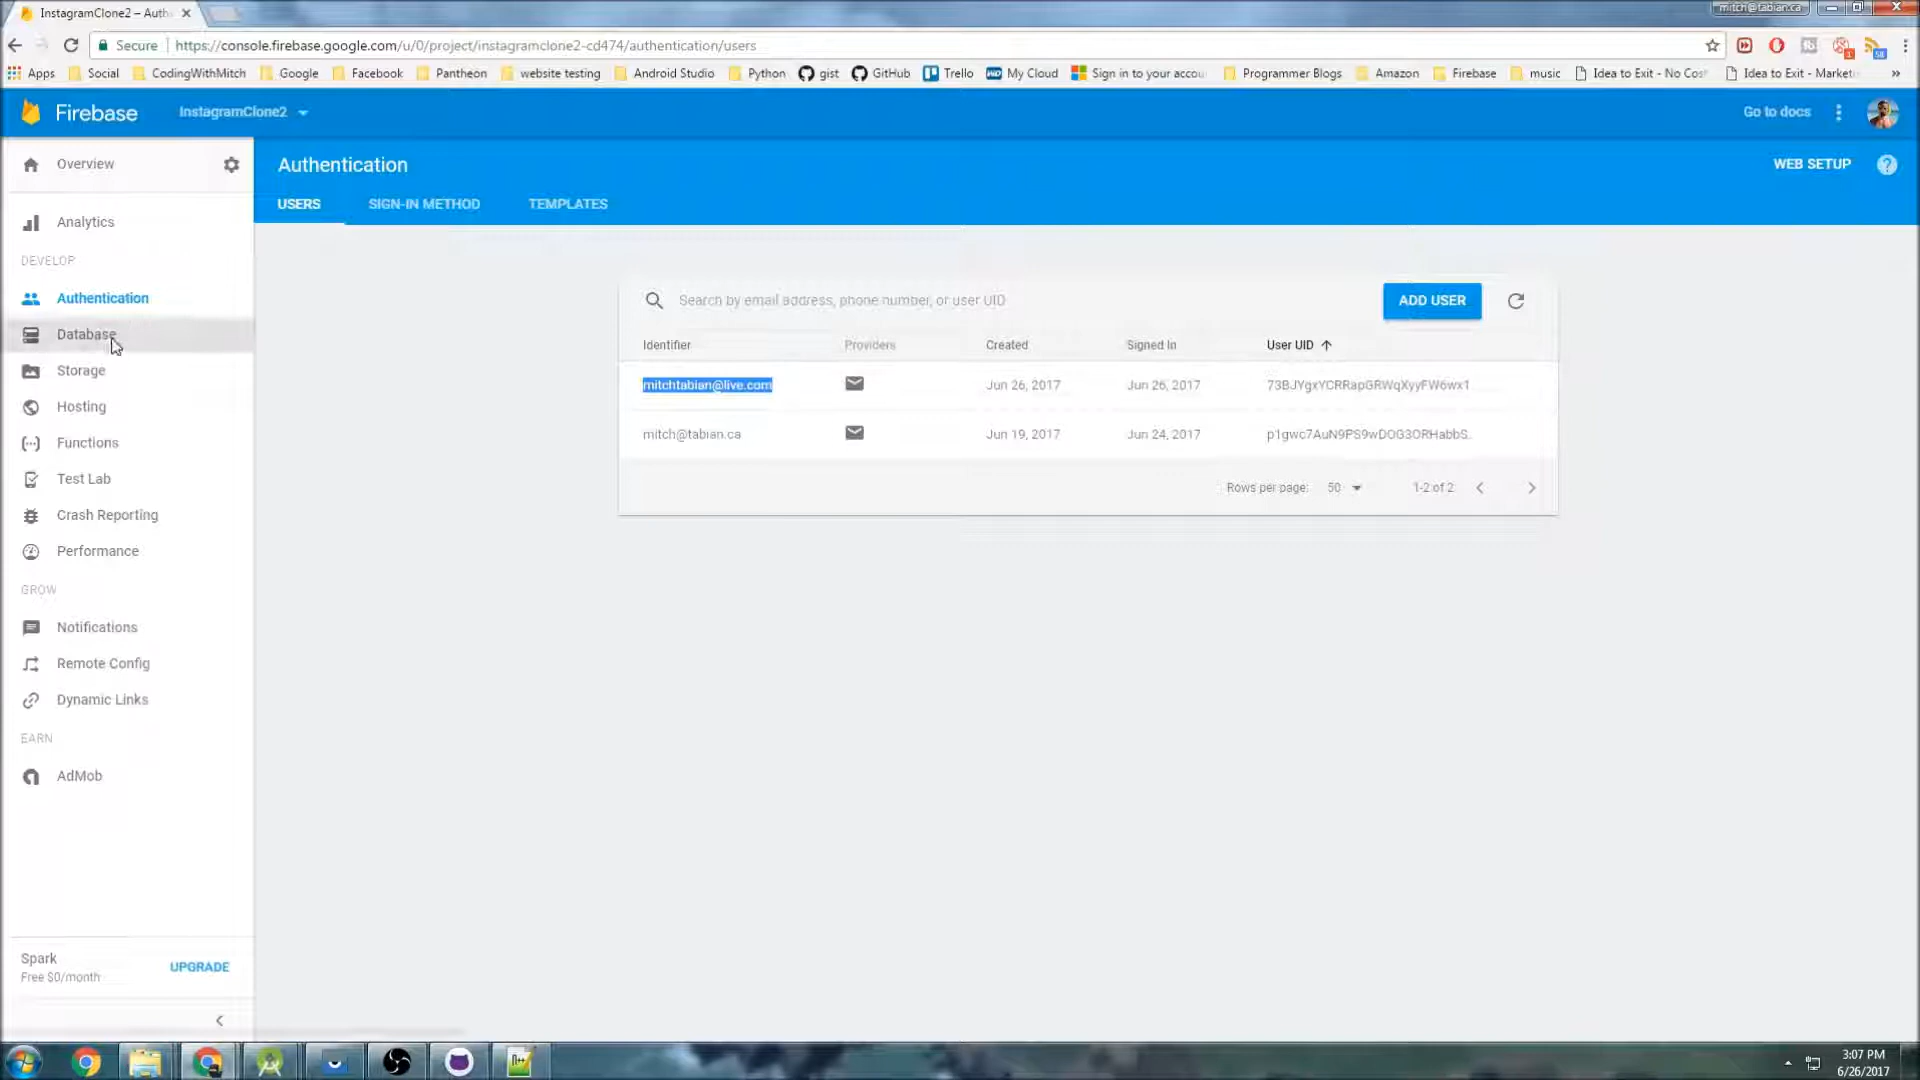 InstagramClone2 – Auth
mitch@tabian.ca
Secure
https://console.firebase.google.com/u/0/project/instagramclone2-cd474/authentication/users
Apps
Social
CodingWithMitch
Google
Facebook
Pantheon
website testing
Android Studio
Python
gist
GitHub
Trello
My Cloud
Sign in to your accou
Programmer Blogs
Amazon
Firebase
music
Idea to Exit - No Cos
Idea to Exit - Market
»
Firebase
InstagramClone2
Go to docs
Overview
Authentication
WEB SETUP
USERS
SIGN-IN METHOD
TEMPLATES
Analytics
DEVELOP
Authentication
Database
Storage
Hosting
Functions
Test Lab
Crash Reporting
Performance
GROW
Notifications
Remote Config
Dynamic Links
EARN
AdMob
Search by email address, phone number, or user UID
ADD USER
Identifier
Providers
Created
Signed In
User UID
mitchtabian@live.com
Jun 26, 2017
Jun 26, 2017
73BJYgxYCRRapGRWqXyyFW6wx1...
mitch@tabian.ca
Jun 19, 2017
Jun 24, 2017
p1gwc7AuN9PS9wDOG3ORHabbS...
Rows per page:
50
1-2 of 2
Spark
Free $0/month
UPGRADE
3:07 PM
6/26/2017